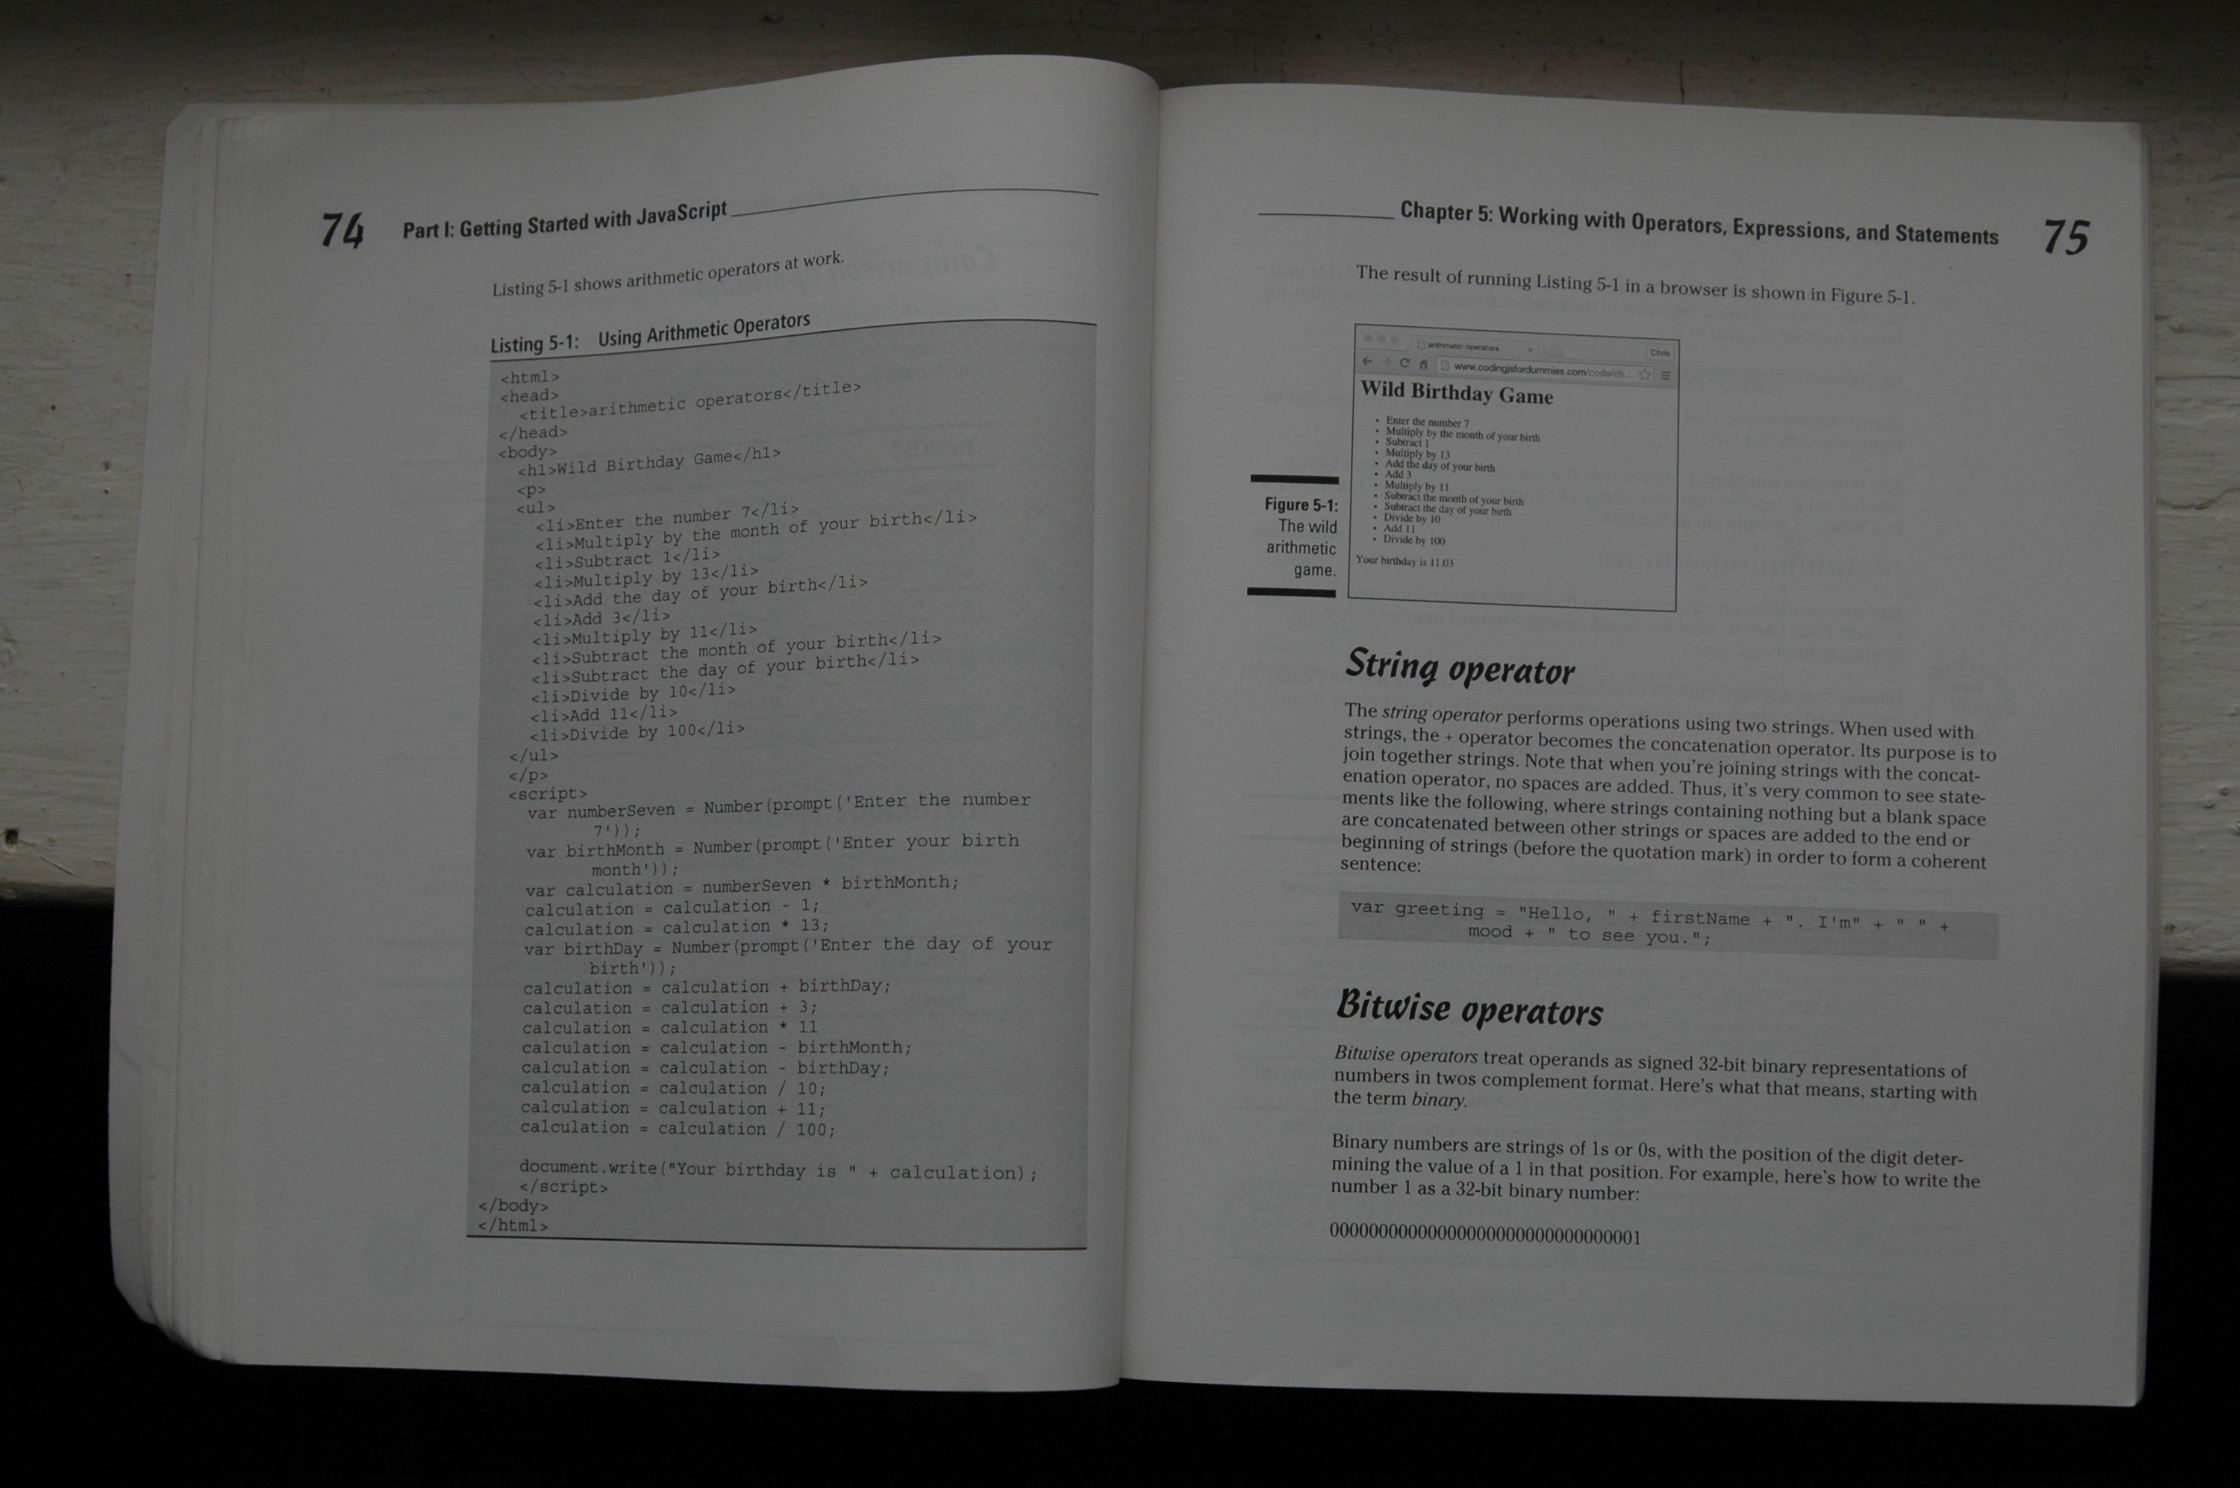 74 Part I: Getting Started with JavaScript
Listing 5-1 shows arithmetic operators at work.
Listing 5-1: Using Arithmetic Operators
<html>
<head>
<title>arithmetic operators</title>
</head>
<body>
<h1>Wild Birthday Game</h1>
<p>
<ul>
<li>Enter the number 7</li>
<li>Multiply by the month of your birth</li>
<li>Subtract 1</li>
<li>Multiply by 13</li>
<li>Add the day of your birth</li>
<li>Add 3</li>
<li>Multiply by 11</li>
<li>Subtract the month of your birth</li>
<li>Subtract the day of your birth</li>
<li>Divide by 10</li>
<li>Add 11</li>
<li>Divide by 100</li>
</ul>
</p>
<script>
var numberSeven = Number(prompt('Enter the number
7'));
var birthMonth = Number(prompt('Enter your birth
month'));
var calculation = numberSeven * birthMonth;
calculation = calculation - 1;
calculation = calculation * 13;
var birthDay = Number(prompt('Enter the day of your
birth'));
calculation = calculation + birthDay;
calculation = calculation + 3;
calculation = calculation * 11
calculation = calculation - birthMonth;
calculation = calculation - birthDay;
calculation = calculation / 10;
calculation = calculation + 11;
calculation = calculation / 100;
document.write("Your birthday is " + calculation);
</script>
</body>
</html>
Chapter 5: Working with Operators, Expressions, and Statements 75
The result of running Listing 5-1 in a browser is shown in Figure 5-1.
arithmetic operators
Chris
www.codingjsfordummies.com/code/ch...
Wild Birthday Game
• Enter the number 7
• Multiply by the month of your birth
• Subtract 1
• Multiply by 13
• Add the day of your birth
• Add 3
• Multiply by 11
• Subtract the month of your birth
• Subtract the day of your birth
• Divide by 10
• Add 11
• Divide by 100
Your birthday is 11.03
Figure 5-1:
The wild
arithmetic
game.
String operator
The string operator performs operations using two strings. When used with
strings, the + operator becomes the concatenation operator. Its purpose is to
join together strings. Note that when you're joining strings with the concat-
enation operator, no spaces are added. Thus, it's very common to see state-
ments like the following, where strings containing nothing but a blank space
are concatenated between other strings or spaces are added to the end or
beginning of strings (before the quotation mark) in order to form a coherent
sentence:
var greeting = "Hello, " + firstName + ". I'm" + " " +
mood + " to see you.";
Bitwise operators
Bitwise operators treat operands as signed 32-bit binary representations of
numbers in twos complement format. Here's what that means, starting with
the term binary.
Binary numbers are strings of 1s or 0s, with the position of the digit deter-
mining the value of a 1 in that position. For example, here's how to write the
number 1 as a 32-bit binary number:
00000000000000000000000000000001